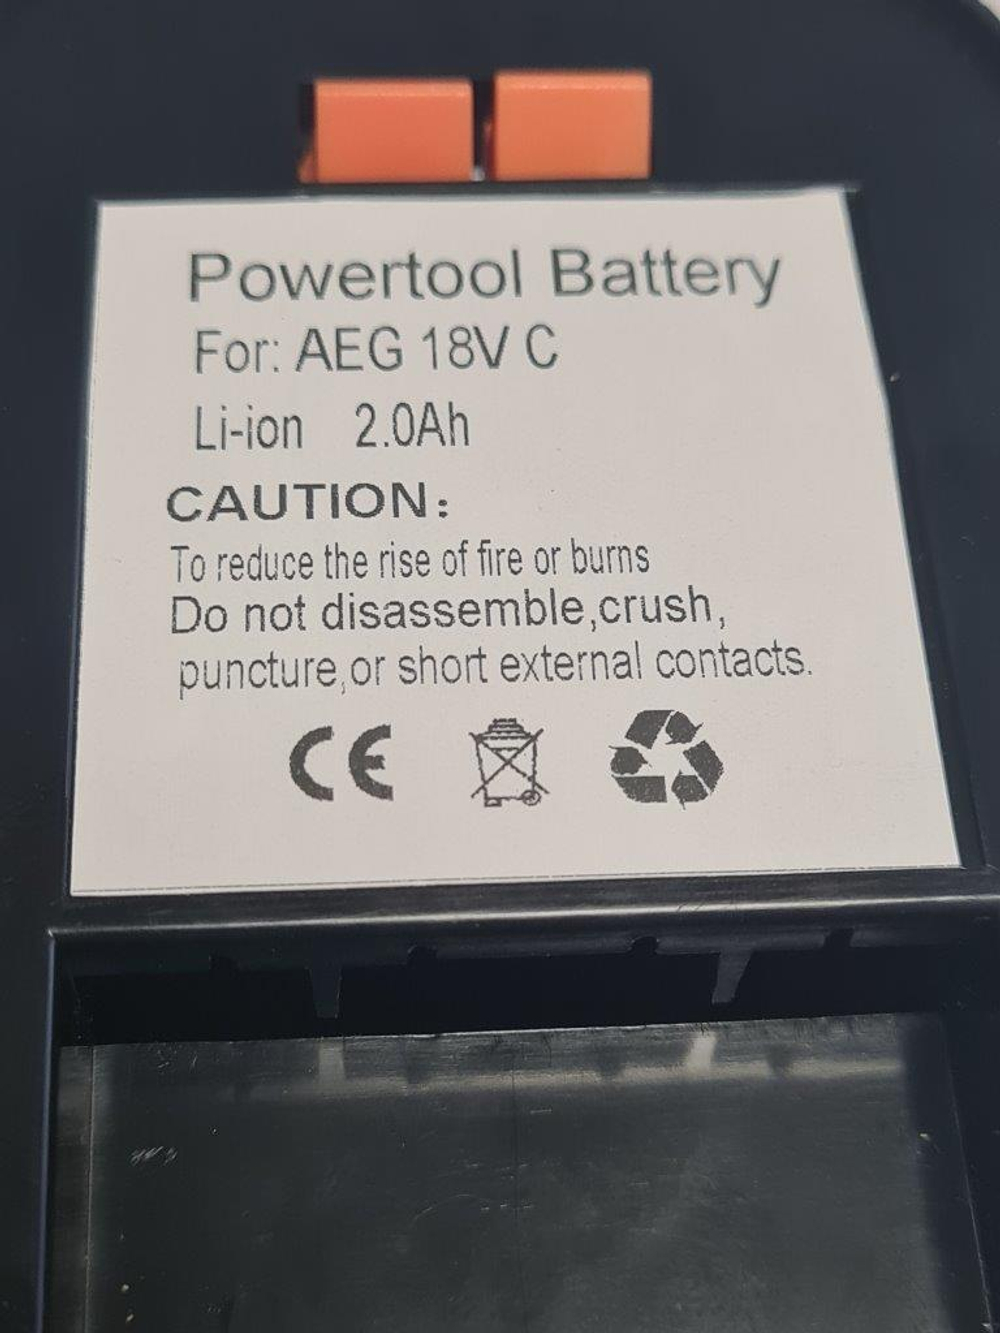 Powertool Battery
For: AEG 18V C
Li-ion 2.0Ah
CAUTION:
To reduce the rise of fire or burns
Do not disassemble,crush,
puncture,or short external contacts.
CE